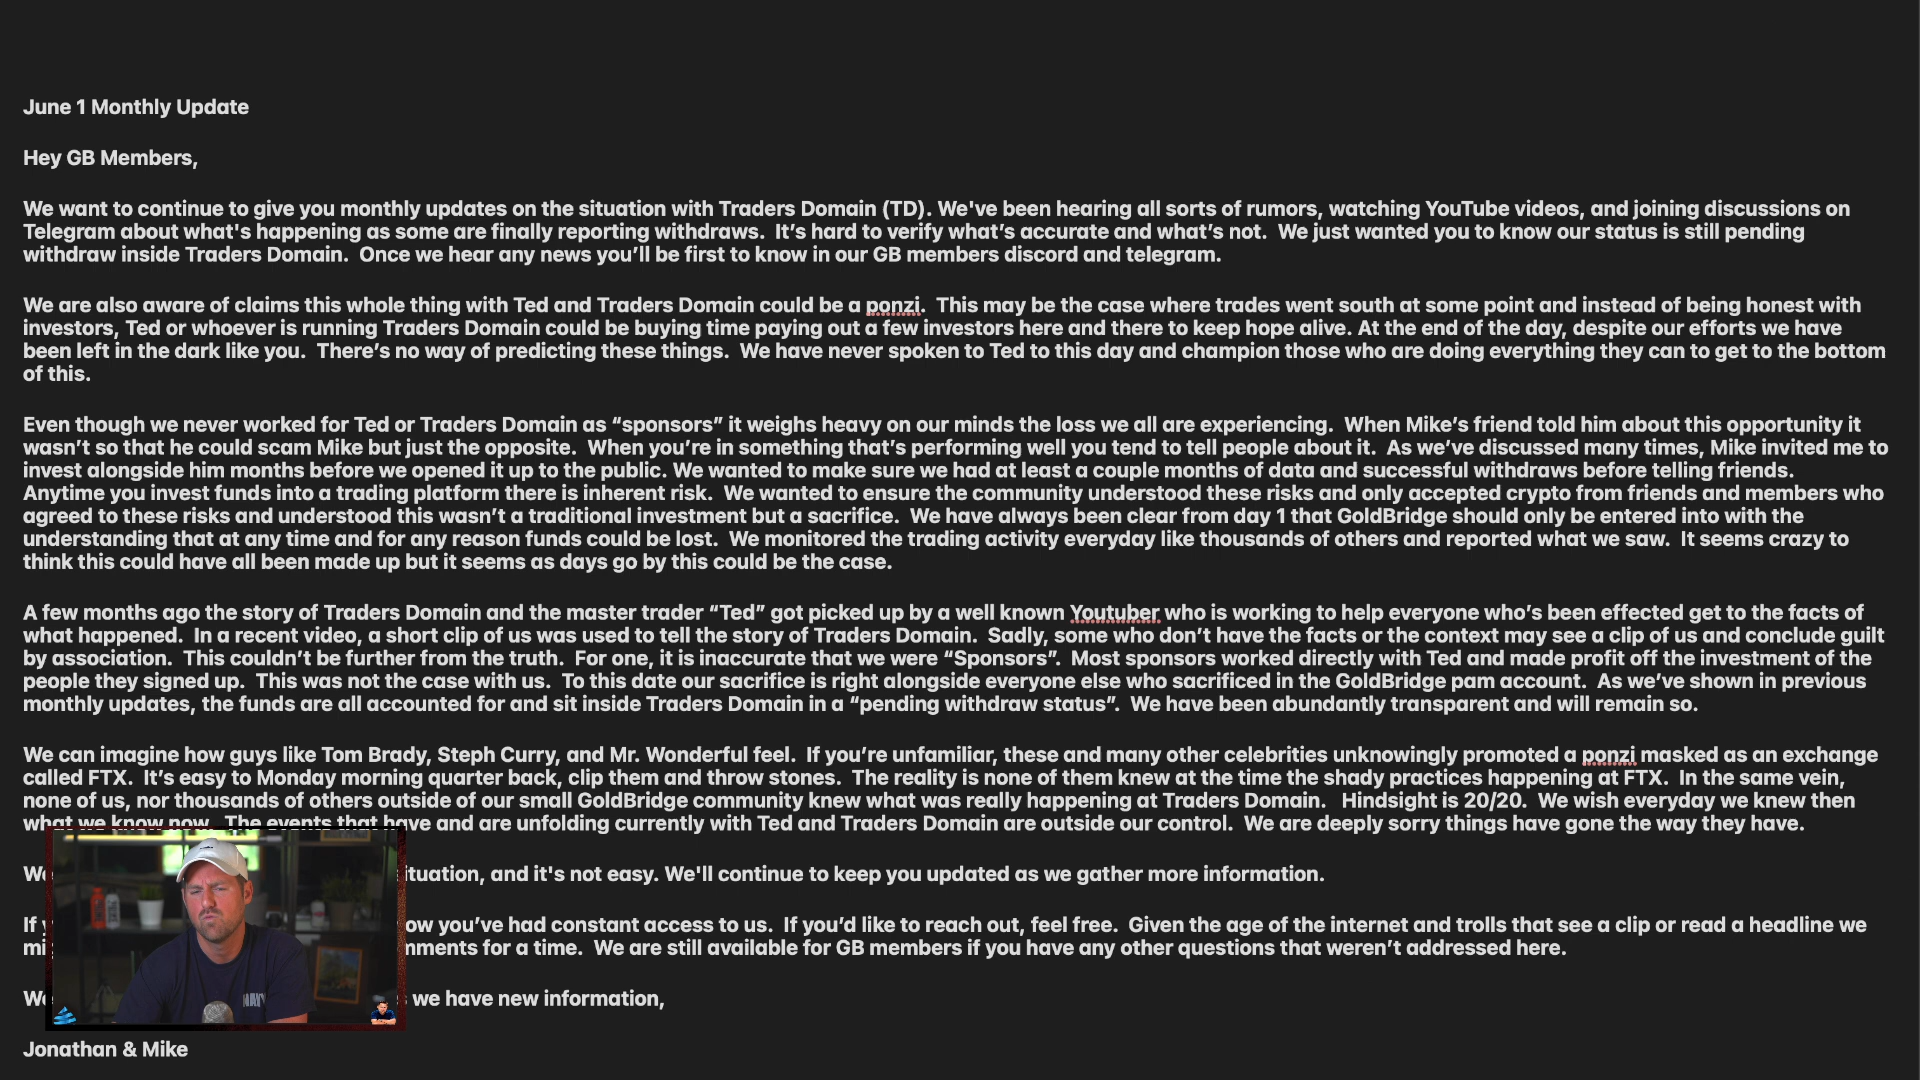 June 1 Monthly Update
Hey GB Members,
We want to continue to give you monthly updates on the situation with Traders Domain (TD). We've been hearing all sorts of rumors, watching YouTube videos, and joining discussions on
Telegram about what's happening as some are finally reporting withdraws.  It's hard to verify what's accurate and what's not.  We just wanted you to know our status is still pending
withdraw inside Traders Domain.  Once we hear any news you'll be first to know in our GB members discord and telegram.
We are also aware of claims this whole thing with Ted and Traders Domain could be a ponzi.  This may be the case where trades went south at some point and instead of being honest with
investors, Ted or whoever is running Traders Domain could be buying time paying out a few investors here and there to keep hope alive. At the end of the day, despite our efforts we have
been left in the dark like you.  There's no way of predicting these things.  We have never spoken to Ted to this day and champion those who are doing everything they can to get to the bottom
of this.
Even though we never worked for Ted or Traders Domain as “sponsors” it weighs heavy on our minds the loss we all are experiencing.  When Mike's friend told him about this opportunity it
wasn't so that he could scam Mike but just the opposite.  When you're in something that's performing well you tend to tell people about it.  As we've discussed many times, Mike invited me to
invest alongside him months before we opened it up to the public. We wanted to make sure we had at least a couple months of data and successful withdraws before telling friends.
Anytime you invest funds into a trading platform there is inherent risk.  We wanted to ensure the community understood these risks and only accepted crypto from friends and members who
agreed to these risks and understood this wasn't a traditional investment but a sacrifice.  We have always been clear from day 1 that GoldBridge should only be entered into with the
understanding that at any time and for any reason funds could be lost.  We monitored the trading activity everyday like thousands of others and reported what we saw.  It seems crazy to
think this could have all been made up but it seems as days go by this could be the case.
A few months ago the story of Traders Domain and the master trader “Ted” got picked up by a well known Youtuber who is working to help everyone who's been effected get to the facts of
what happened.  In a recent video, a short clip of us was used to tell the story of Traders Domain.  Sadly, some who don't have the facts or the context may see a clip of us and conclude guilt
by association.  This couldn't be further from the truth.  For one, it is inaccurate that we were “Sponsors”.  Most sponsors worked directly with Ted and made profit off the investment of the
people they signed up.  This was not the case with us.  To this date our sacrifice is right alongside everyone else who sacrificed in the GoldBridge pam account.  As we've shown in previous
monthly updates, the funds are all accounted for and sit inside Traders Domain in a “pending withdraw status”.  We have been abundantly transparent and will remain so.
We can imagine how guys like Tom Brady, Steph Curry, and Mr. Wonderful feel.  If you're unfamiliar, these and many other celebrities unknowingly promoted a ponzi masked as an exchange
called FTX.  It's easy to Monday morning quarter back, clip them and throw stones.  The reality is none of them knew at the time the shady practices happening at FTX.  In the same vein,
none of us, nor thousands of others outside of our small GoldBridge community knew what was really happening at Traders Domain.   Hindsight is 20/20.  We wish everyday we knew then
what we know now.  The events that have and are unfolding currently with Ted and Traders Domain are outside our control.  We are deeply sorry things have gone the way they have.
We situation, and it's not easy. We'll continue to keep you updated as we gather more information.
If you've had constant access to us.  If you'd like to reach out, feel free.  Given the age of the internet and trolls that see a clip or read a headline we
for a time.  We are still available for GB members if you have any other questions that weren't addressed here.
We we have new information,
Jonathan & Mike